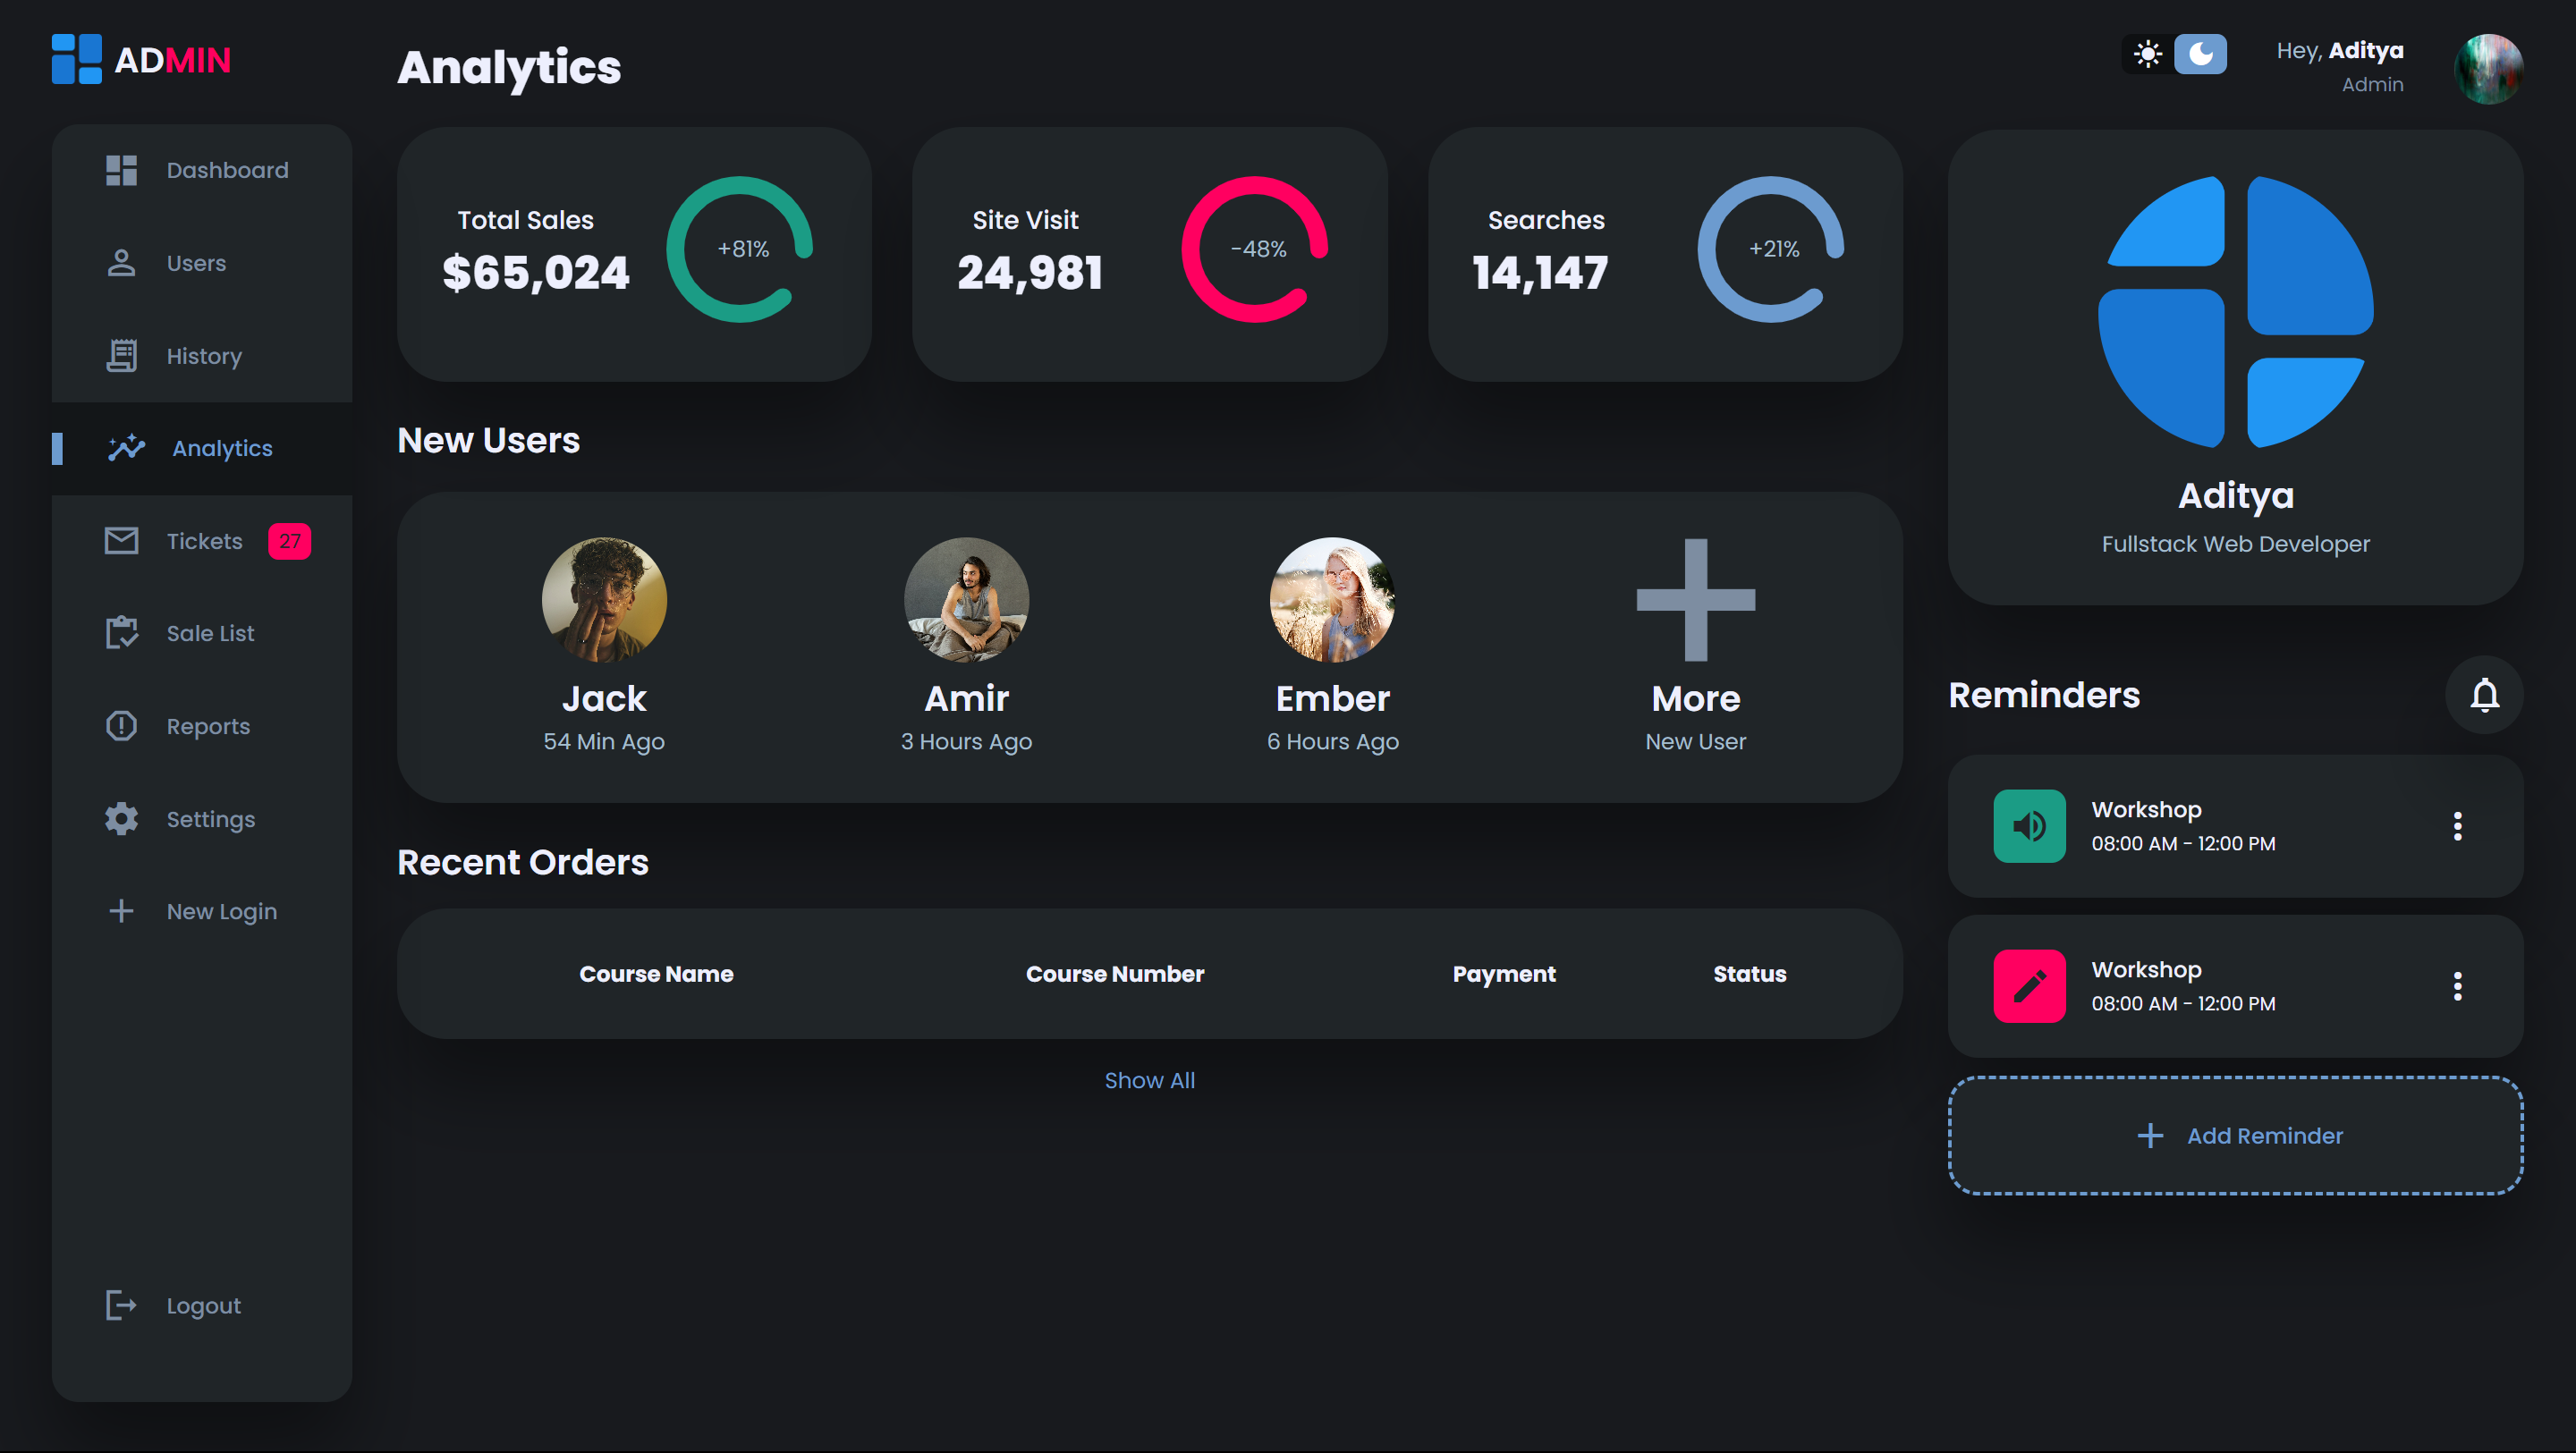 ADMIN
Dashboard
Users
History
Analytics
Tickets 27
Sale List
Reports
Settings
New Login
Logout
Analytics
Total Sales
$65,024
+81%
Site Visit
24,981
-48%
Searches
14,147
+21%
New Users
Jack
54 Min Ago
Amir
3 Hours Ago
Ember
6 Hours Ago
More
New User
Recent Orders
Course Name Course Number Payment Status
Show All
Hey, Aditya
Admin
Aditya
Fullstack Web Developer
Reminders
Workshop
08:00 AM - 12:00 PM
Workshop
08:00 AM - 12:00 PM
Add Reminder